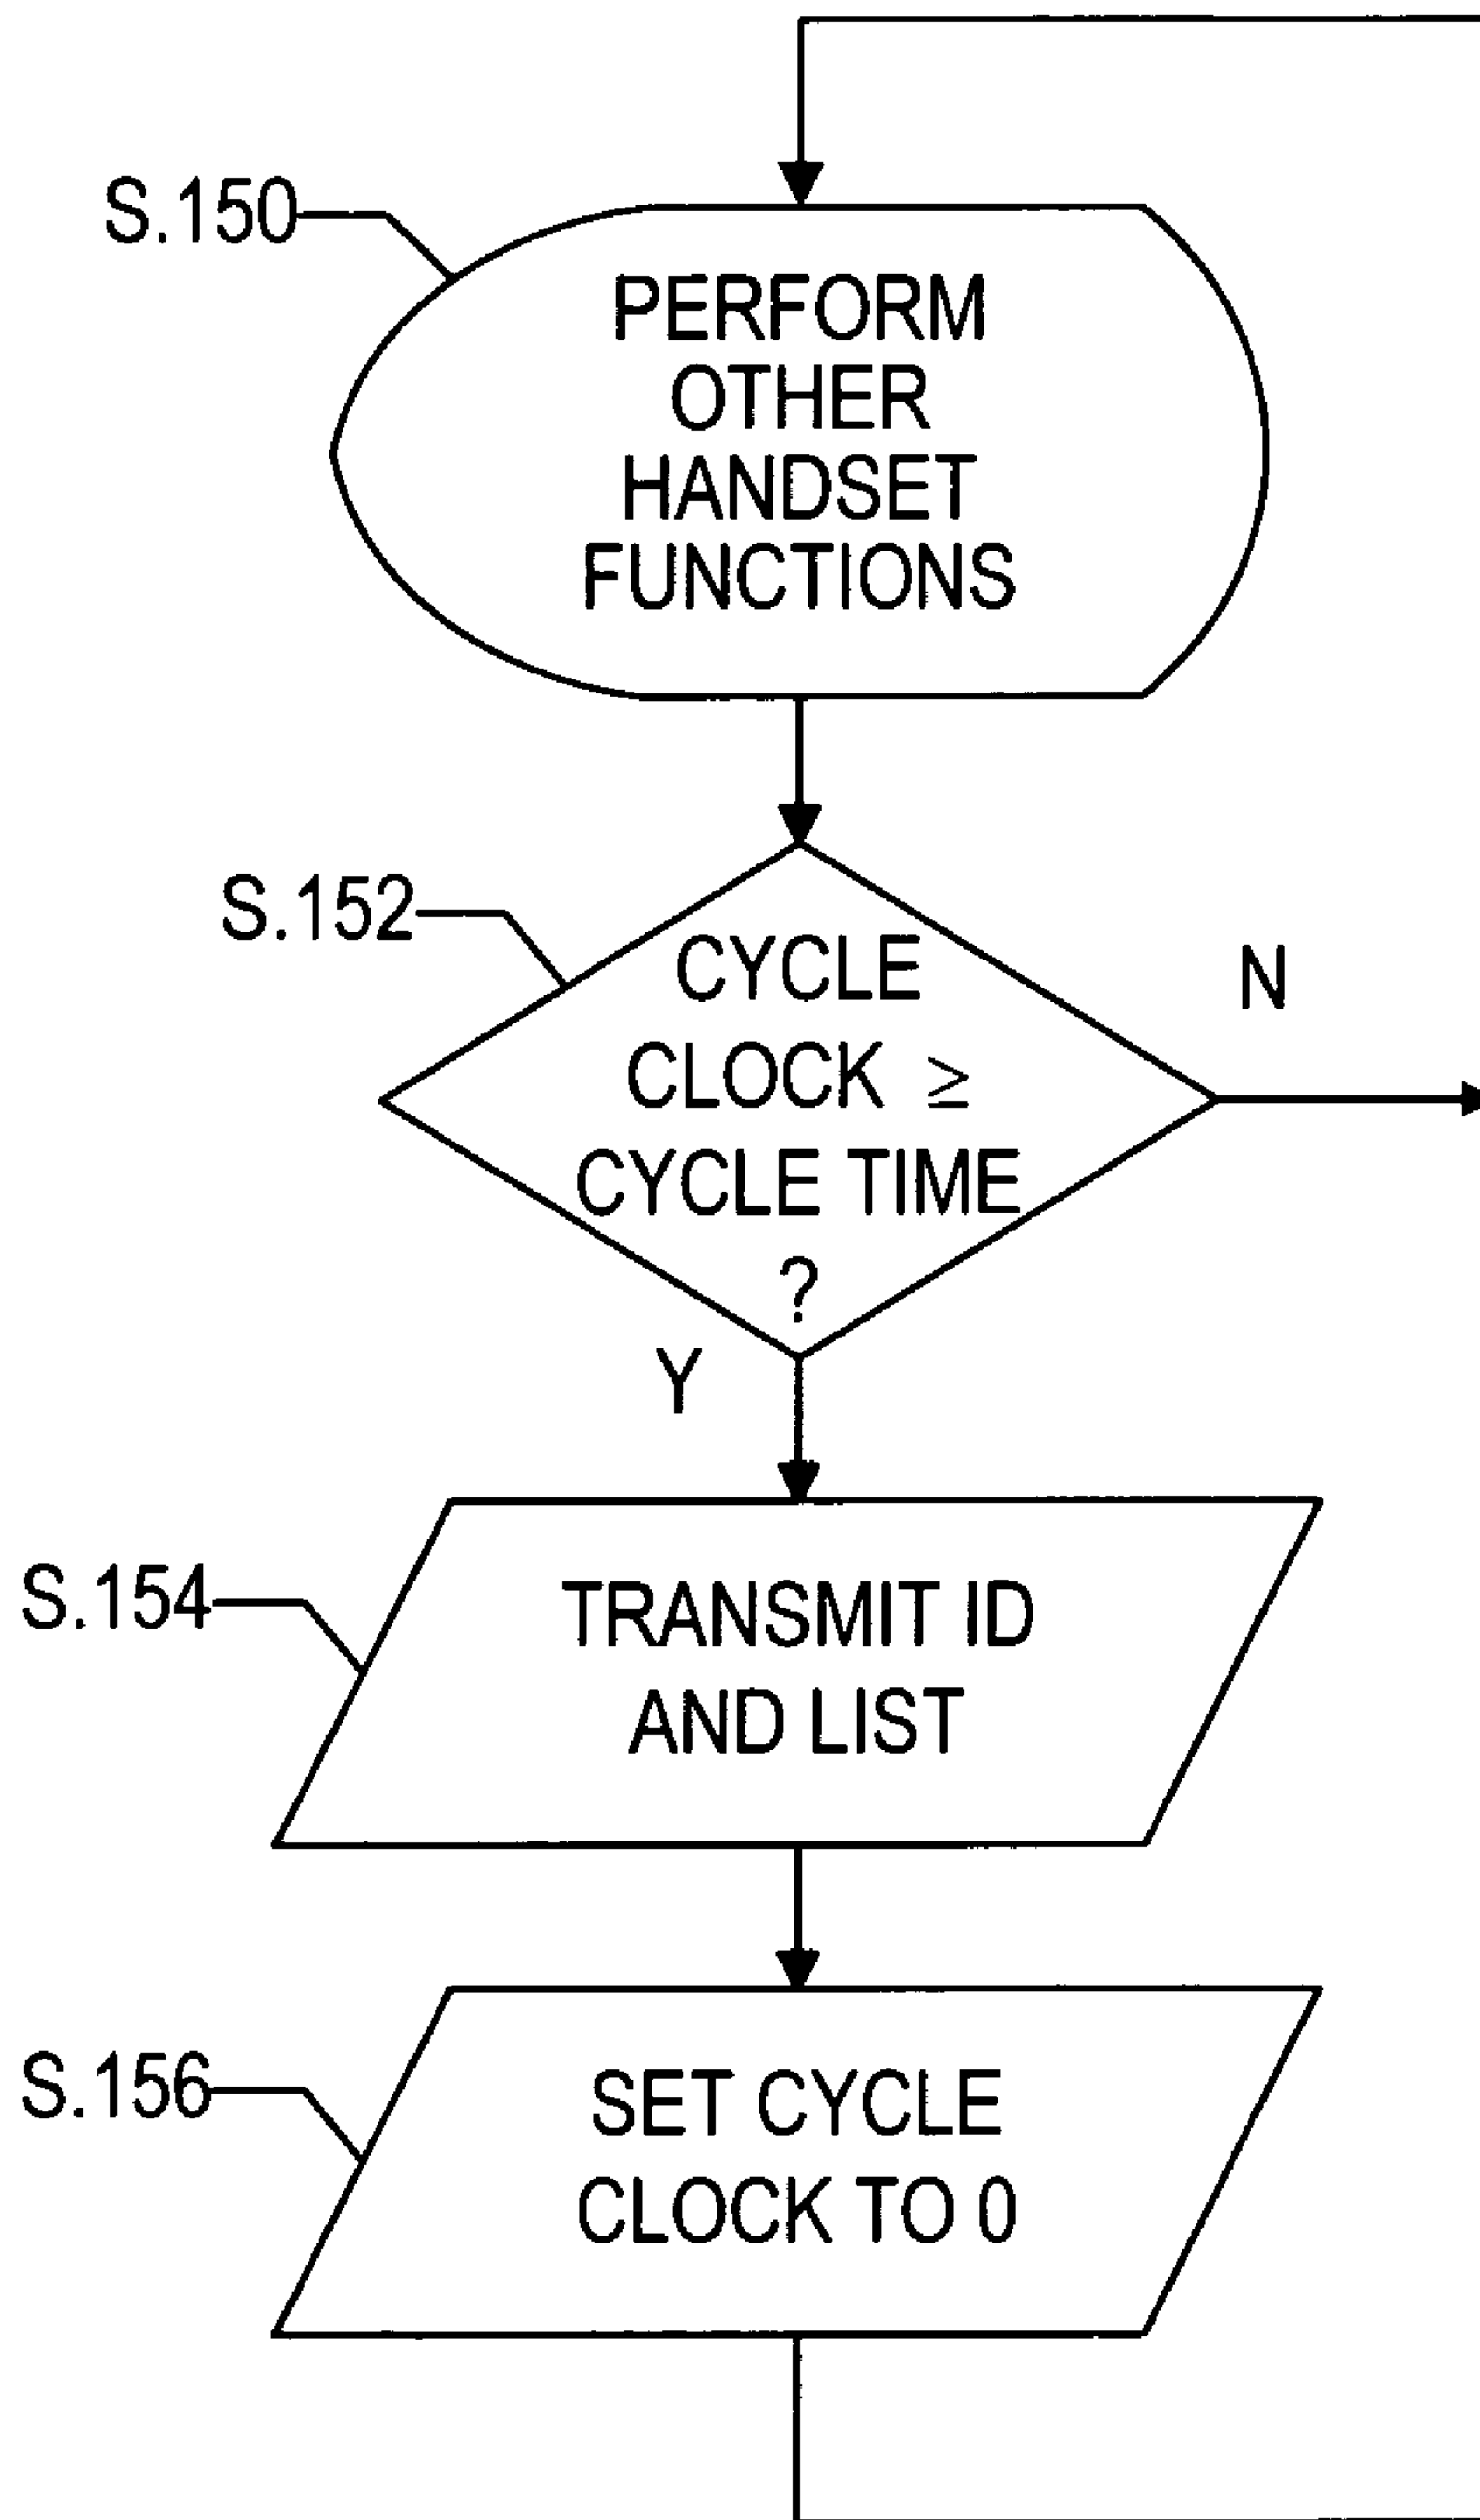 S.150
PERFORM
OTHER
HANDSET
FUNCTIONS
S.152
CYCLE
CLOCK ≥
CYCLE TIME
?
N
Y
S.154
TRANSMIT ID
AND LIST
S.156
SET CYCLE
CLOCK TO 0